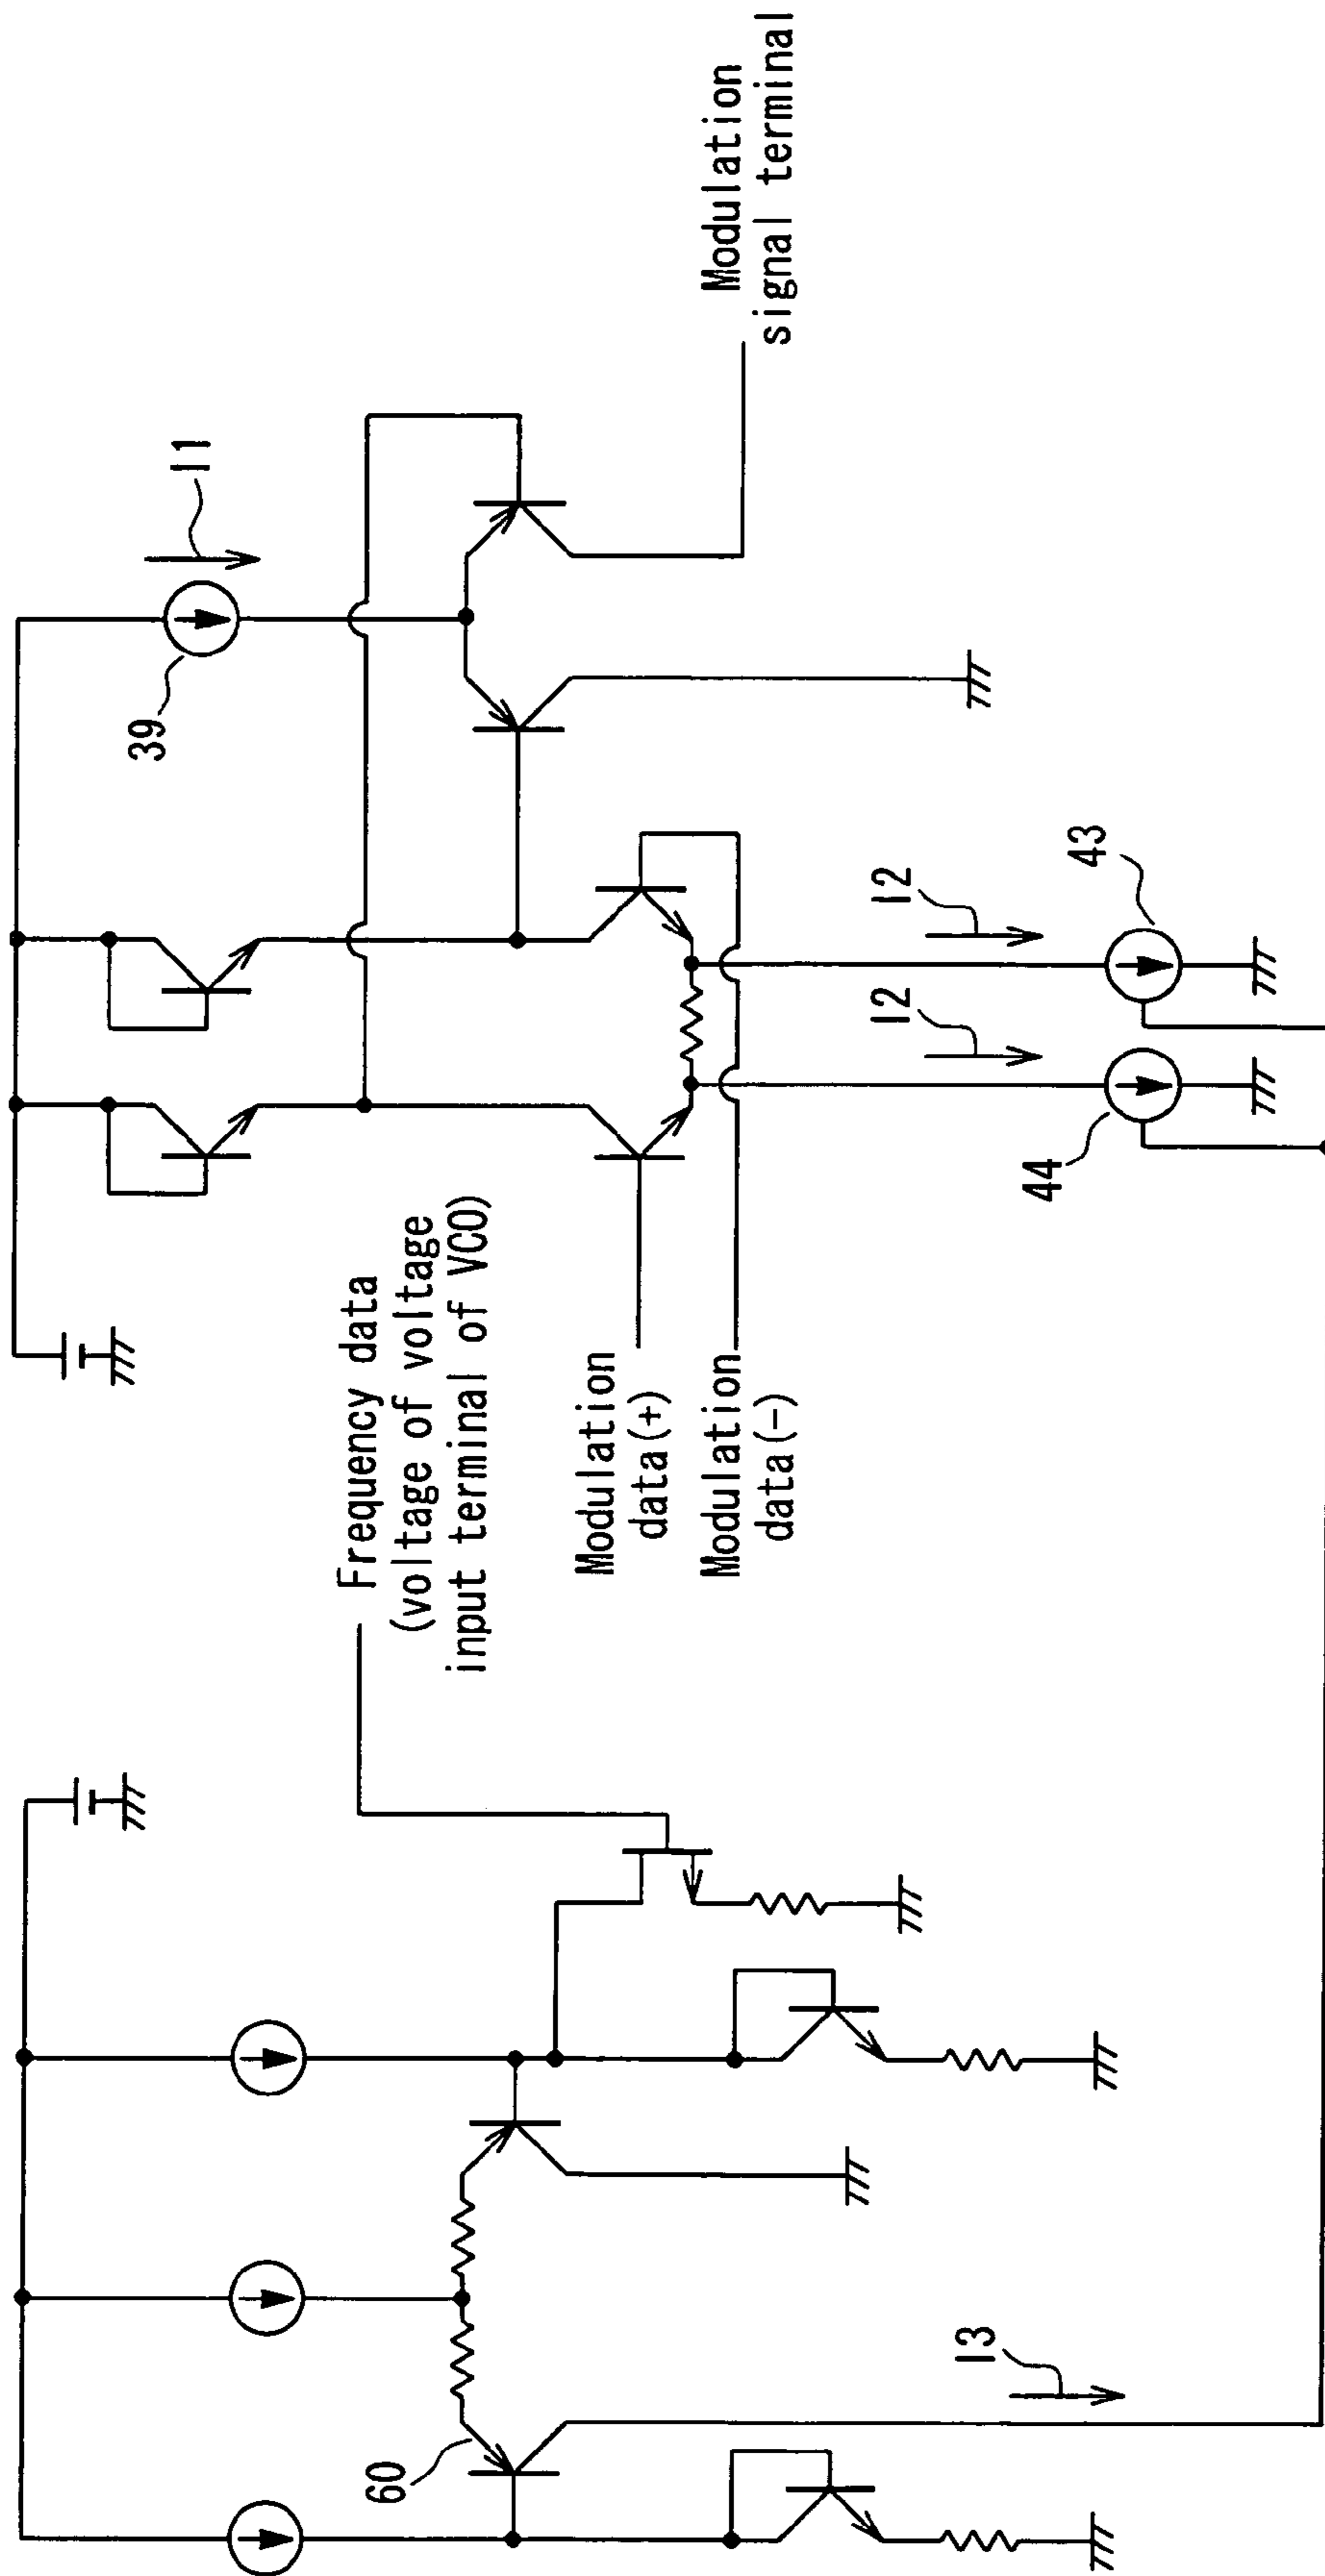 60
I3
Frequency data
(voltage of voltage
input terminal of VCO)
Modulation
data(+)
Modulation
data(-)
39
I1
44
I2
I2
43
Modulation
signal terminal